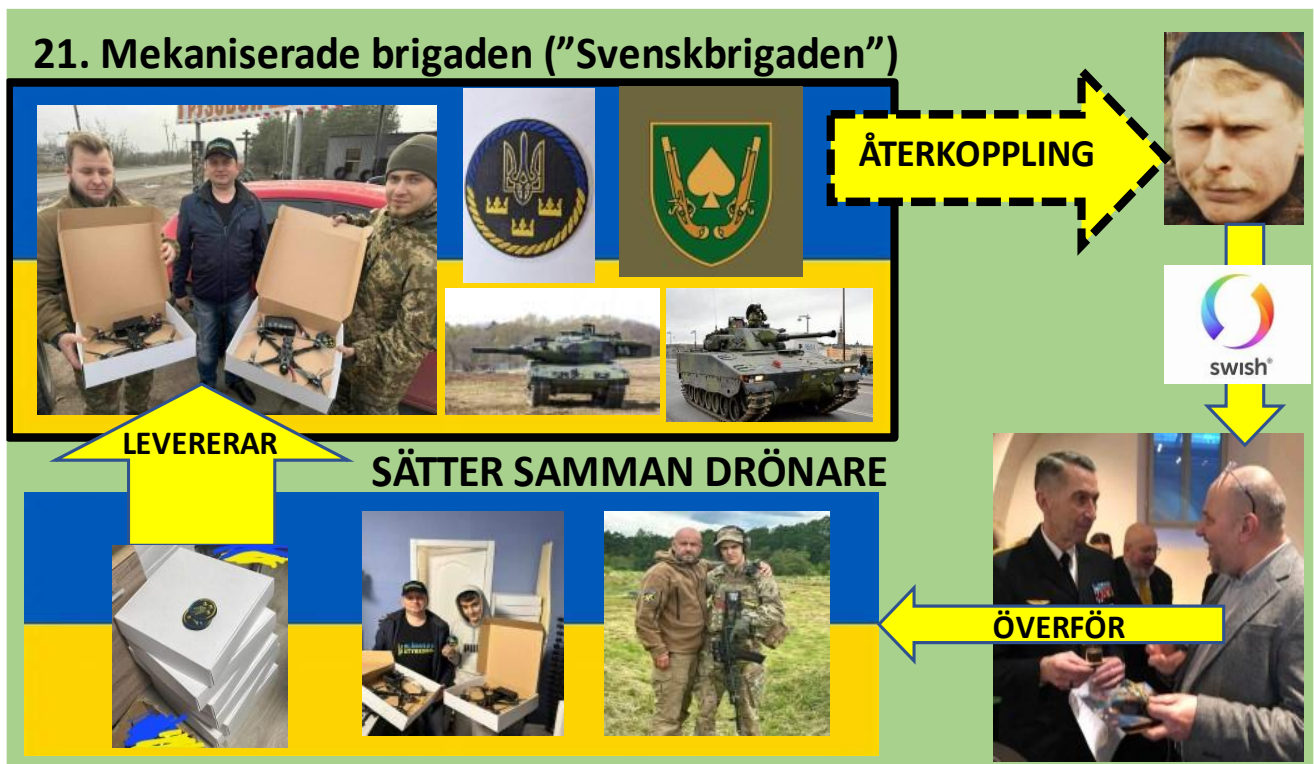 21. Mekaniserade brigaden (”Svenskbrigaden”)
ÅTERKOPPLING
swish®
LEVERERAR
SÄTTER SAMMAN DRÖNARE
ÖVERFÖR